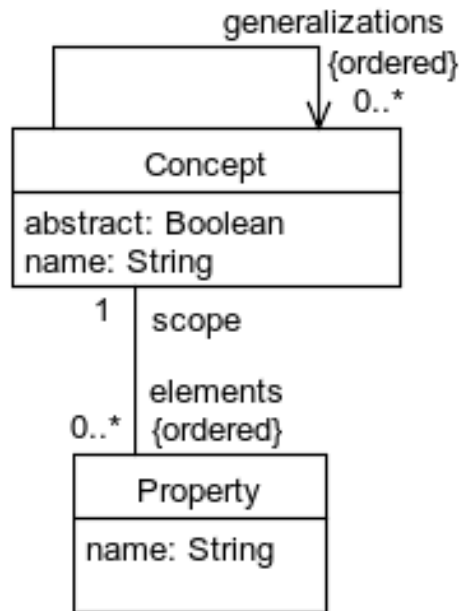 generalizations
{ordered}
0..*
Concept
abstract: Boolean
name: String
1 scope
elements
0..* {ordered}
Property
name: String